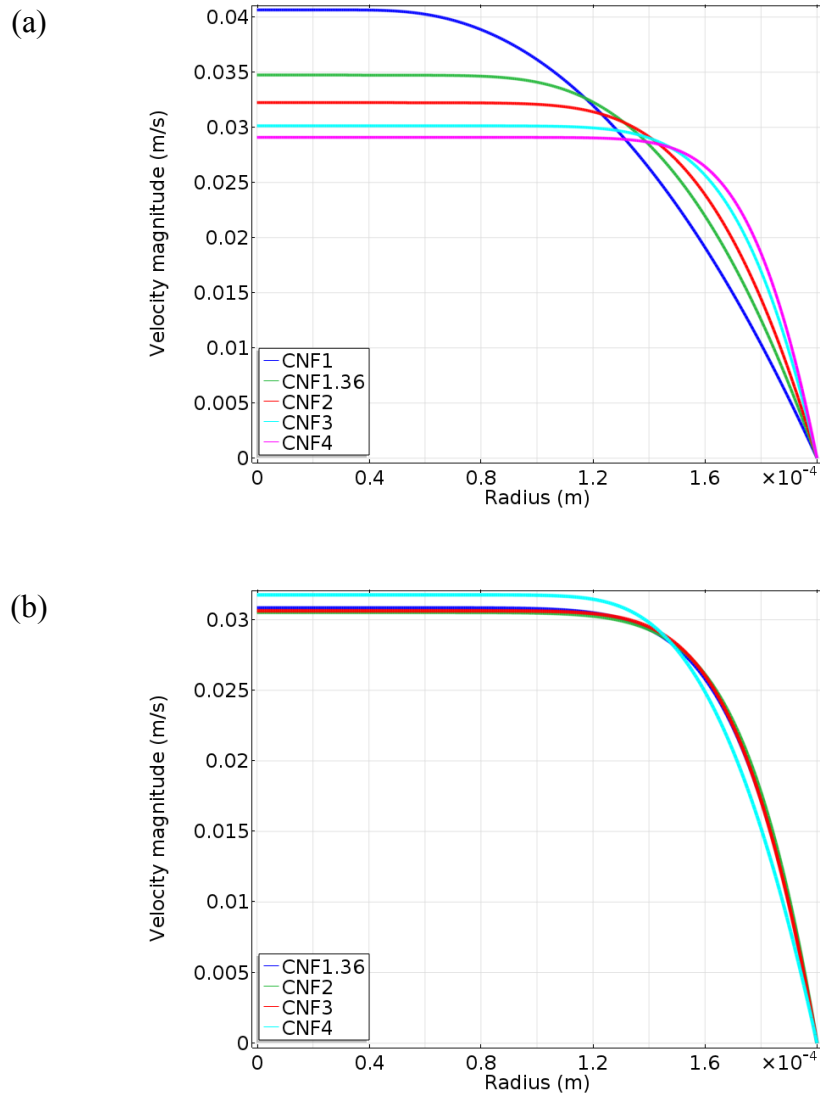 (a)
Velocity magnitude (m/s)
0.04
0.035
0.03
0.025
0.02
0.015
0.01
0.005
0
CNF1
CNF1.36
CNF2
CNF3
CNF4
0 0.4 0.8 1.2 1.6 ×10⁻⁴
Radius (m)
(b)
Velocity magnitude (m/s)
0.03
0.025
0.02
0.015
0.01
0.005
0
CNF1.36
CNF2
CNF3
CNF4
0 0.4 0.8 1.2 1.6 ×10⁻⁴
Radius (m)